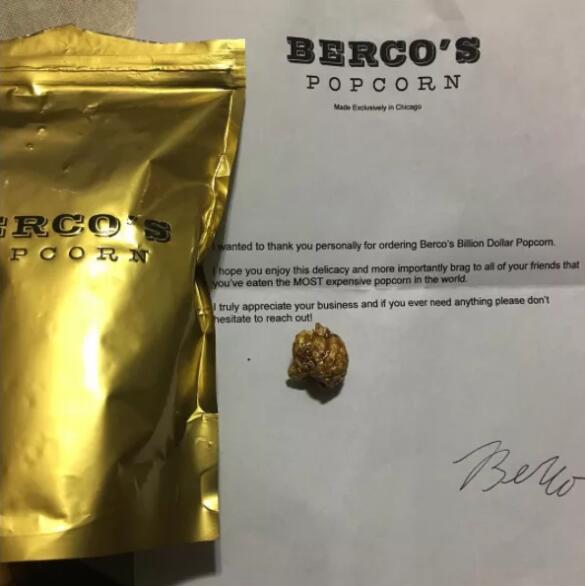 BERCO'S
POPCORN
Made Exclusively in Chicago
ERCO'S
PCORN
I wanted to thank you personally for ordering Berco's Billion Dollar Popcorn.
I hope you enjoy this delicacy and more importantly brag to all of your friends that
you've eaten the MOST expensive popcorn in the world.
I truly appreciate your business and if you ever need anything please don't
hesitate to reach out!
Berco